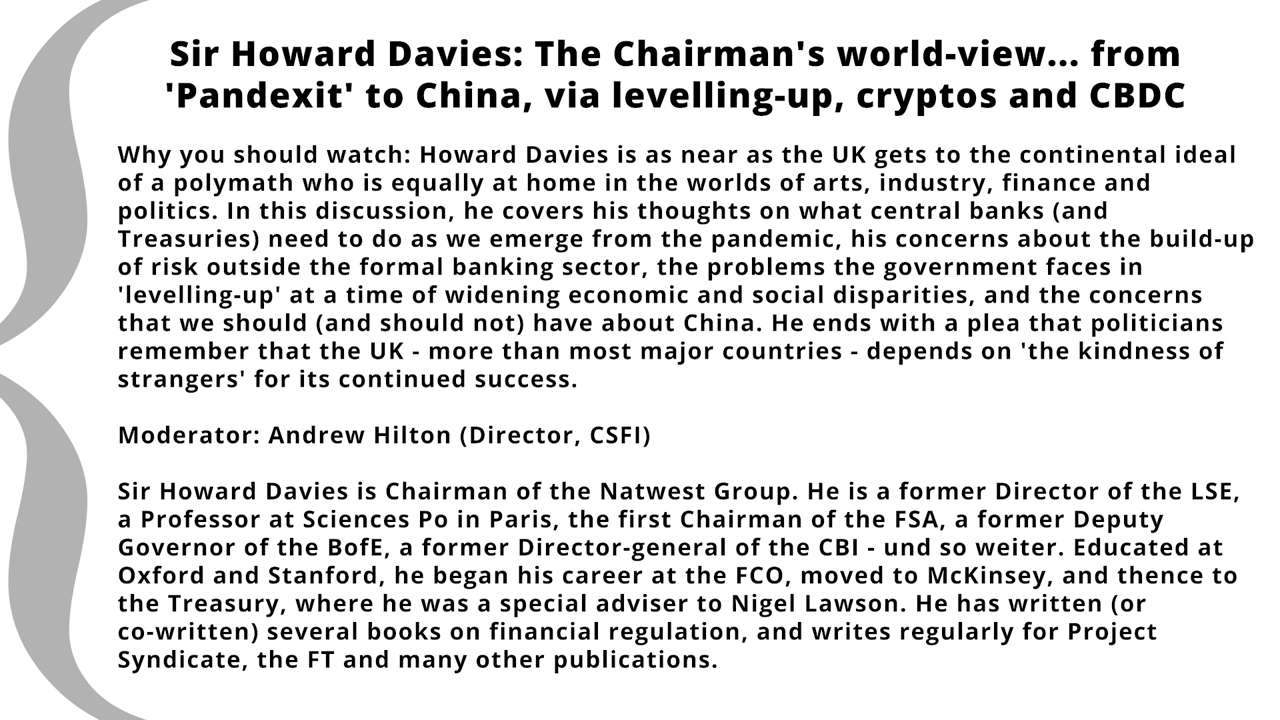 Sir Howard Davies: The Chairman's world-view... from
'Pandexit' to China, via levelling-up, cryptos and CBDC
Why you should watch: Howard Davies is as near as the UK gets to the continental ideal
of a polymath who is equally at home in the worlds of arts, industry, finance and
politics. In this discussion, he covers his thoughts on what central banks (and
Treasuries) need to do as we emerge from the pandemic, his concerns about the build-up
of risk outside the formal banking sector, the problems the government faces in
'levelling-up' at a time of widening economic and social disparities, and the concerns
that we should (and should not) have about China. He ends with a plea that politicians
remember that the UK - more than most major countries - depends on 'the kindness of
strangers' for its continued success.
Moderator: Andrew Hilton (Director, CSFI)
Sir Howard Davies is Chairman of the Natwest Group. He is a former Director of the LSE,
a Professor at Sciences Po in Paris, the first Chairman of the FSA, a former Deputy
Governor of the BofE, a former Director-general of the CBI - und so weiter. Educated at
Oxford and Stanford, he began his career at the FCO, moved to McKinsey, and thence to
the Treasury, where he was a special adviser to Nigel Lawson. He has written (or
co-written) several books on financial regulation, and writes regularly for Project
Syndicate, the FT and many other publications.